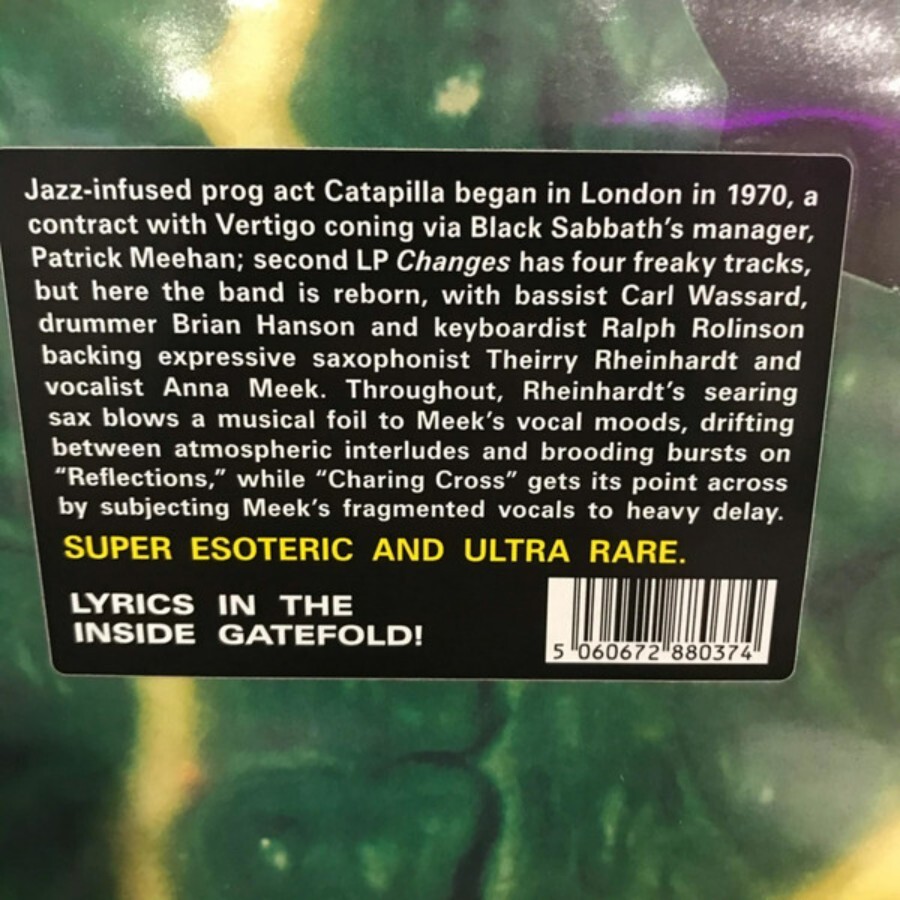 Jazz-infused prog act Catapilla began in London in 1970, a
contract with Vertigo coning via Black Sabbath's manager,
Patrick Meehan; second LP Changes has four freaky tracks,
but here the band is reborn, with bassist Carl Wassard,
drummer Brian Hanson and keyboardist Ralph Rolinson
backing expressive saxophonist Theirry Rheinhardt and
vocalist Anna Meek. Throughout, Rheinhardt's searing
sax blows a musical foil to Meek's vocal moods, drifting
between atmospheric interludes and brooding bursts on
“Reflections,” while “Charing Cross” gets its point across
by subjecting Meek's fragmented vocals to heavy delay.
SUPER ESOTERIC AND ULTRA RARE.
LYRICS IN THE
INSIDE GATEFOLD!
5 060672 880374